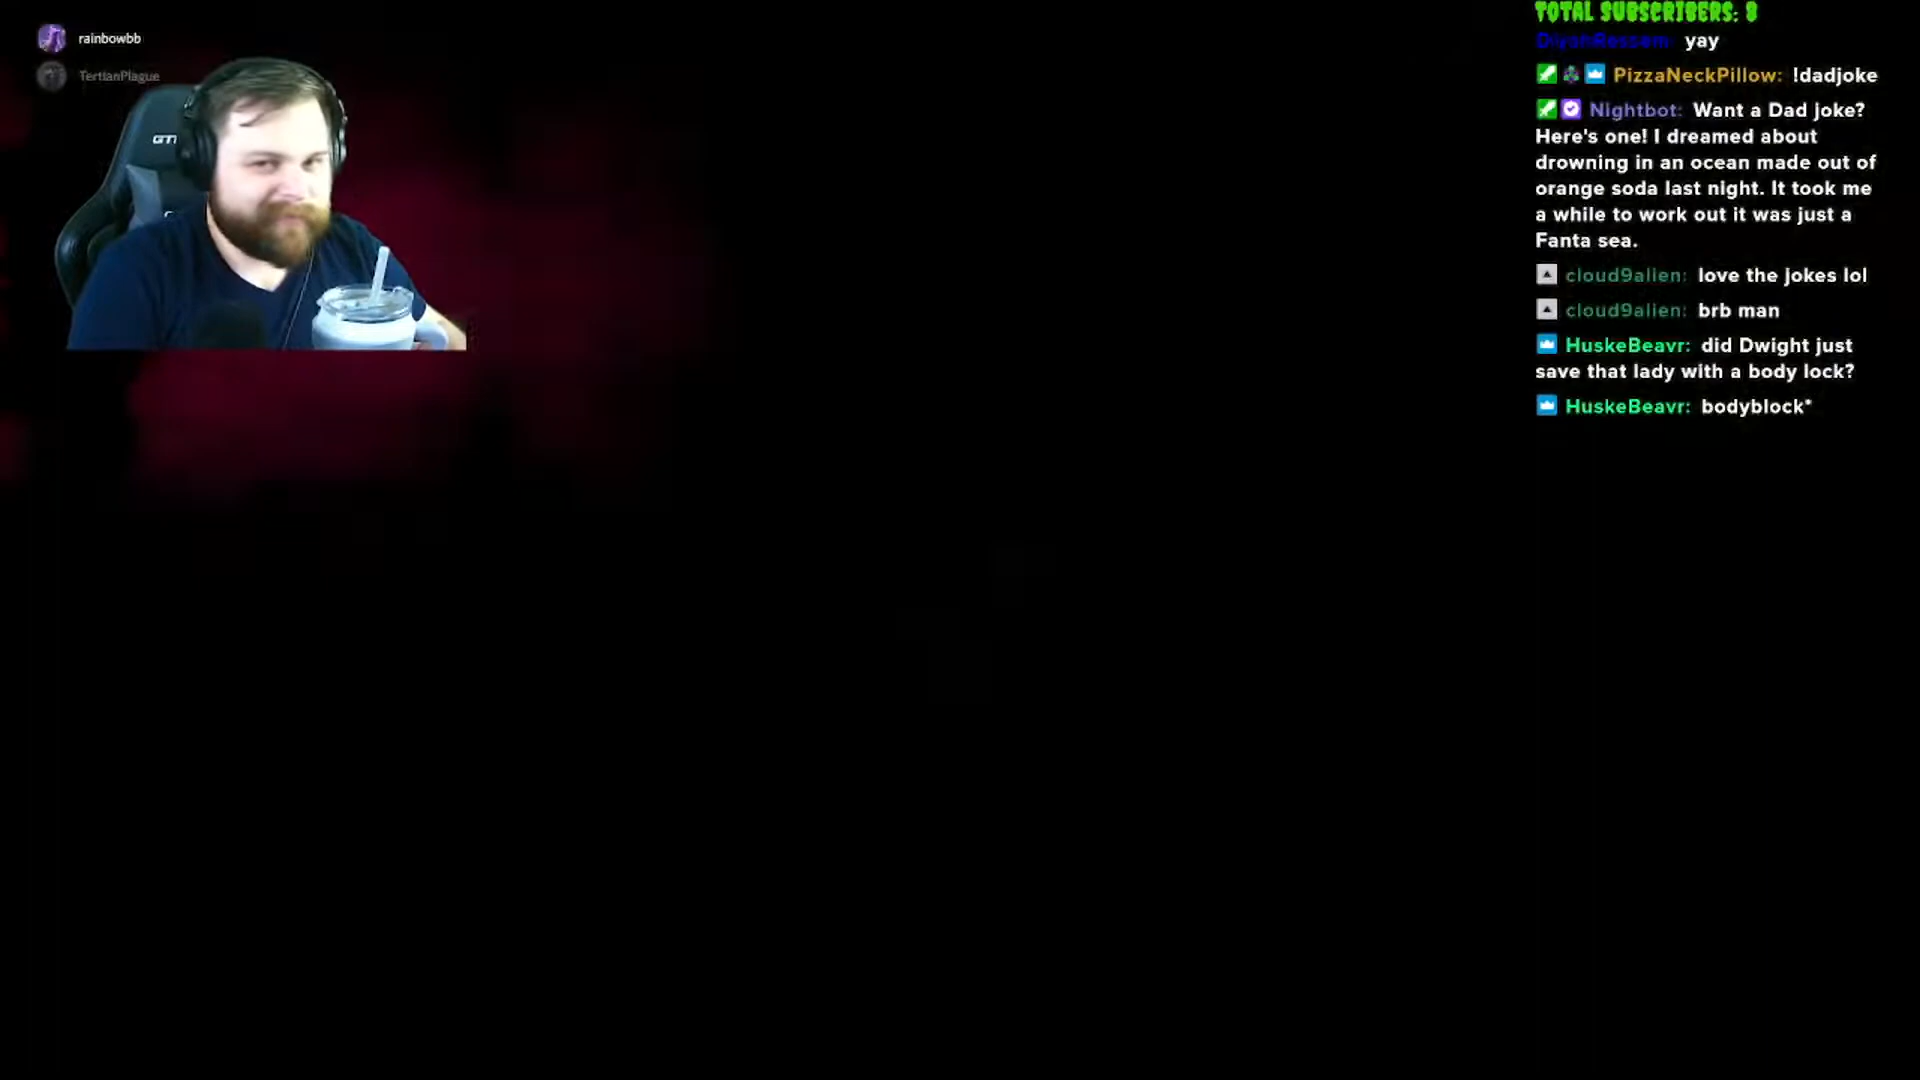 rainbowbb
TertianPlague
TOTAL SUBSCRIBERS: 8
yay
PizzaNeckPillow: !dadjoke
Nightbot: Want a Dad joke?
Here's one! I dreamed about
drowning in an ocean made out of
orange soda last night. It took me
a while to work out it was just a
Fanta sea.
cloud9alien: love the jokes lol
cloud9alien: brb man
HuskeBeavr: did Dwight just
save that lady with a body lock?
HuskeBeavr: bodyblock*